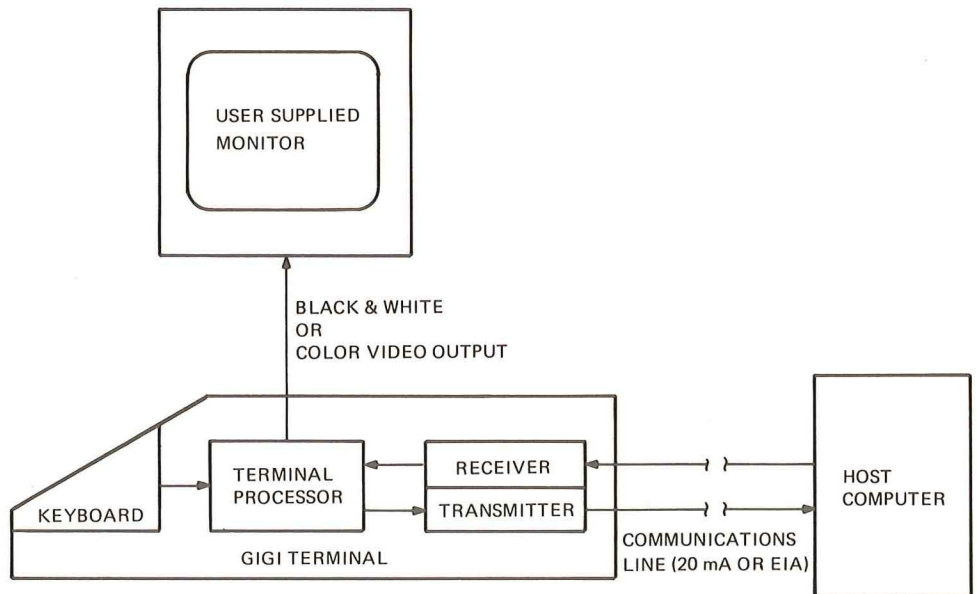 USER SUPPLIED
MONITOR
BLACK & WHITE
OR
COLOR VIDEO OUTPUT
KEYBOARD
TERMINAL
PROCESSOR
RECEIVER
TRANSMITTER
GIGI TERMINAL
COMMUNICATIONS
LINE (20 mA OR EIA)
HOST
COMPUTER